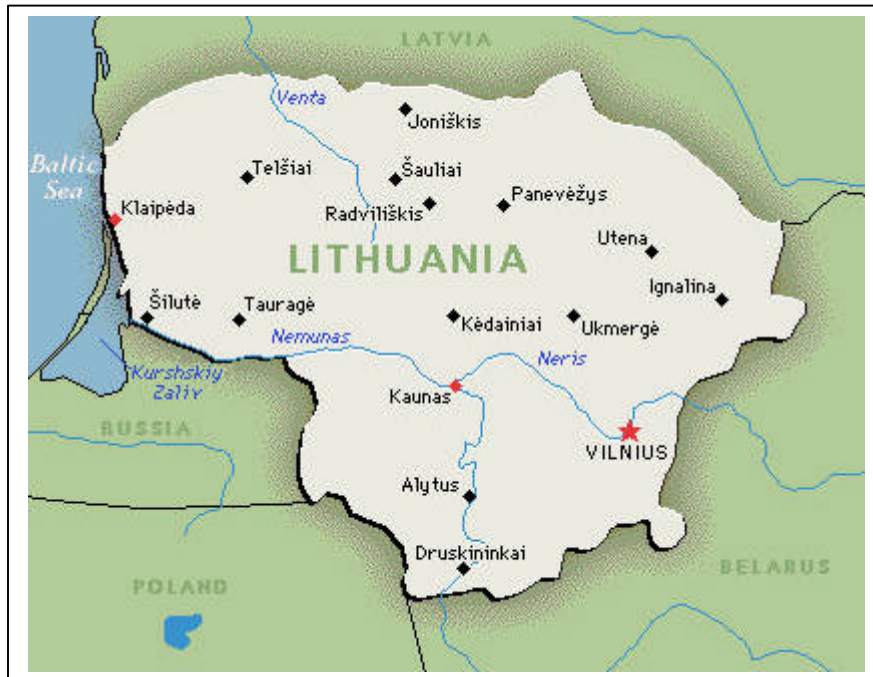 LATVIA
Venta
Joniškis
Baltic
Sea
Telšiai
Šauliai
Klaipėda
Radviliškis
Panevėžys
Utena
LITHUANIA
Ignalina
Šilutė
Tauragė
Kėdainiai
Ukmergė
Nemunas
Neris
Kurshskiy
Zaliv
Kaunas
RUSSIA
VILNIUS
Alytus
Druskininkai
BELARUS
POLAND